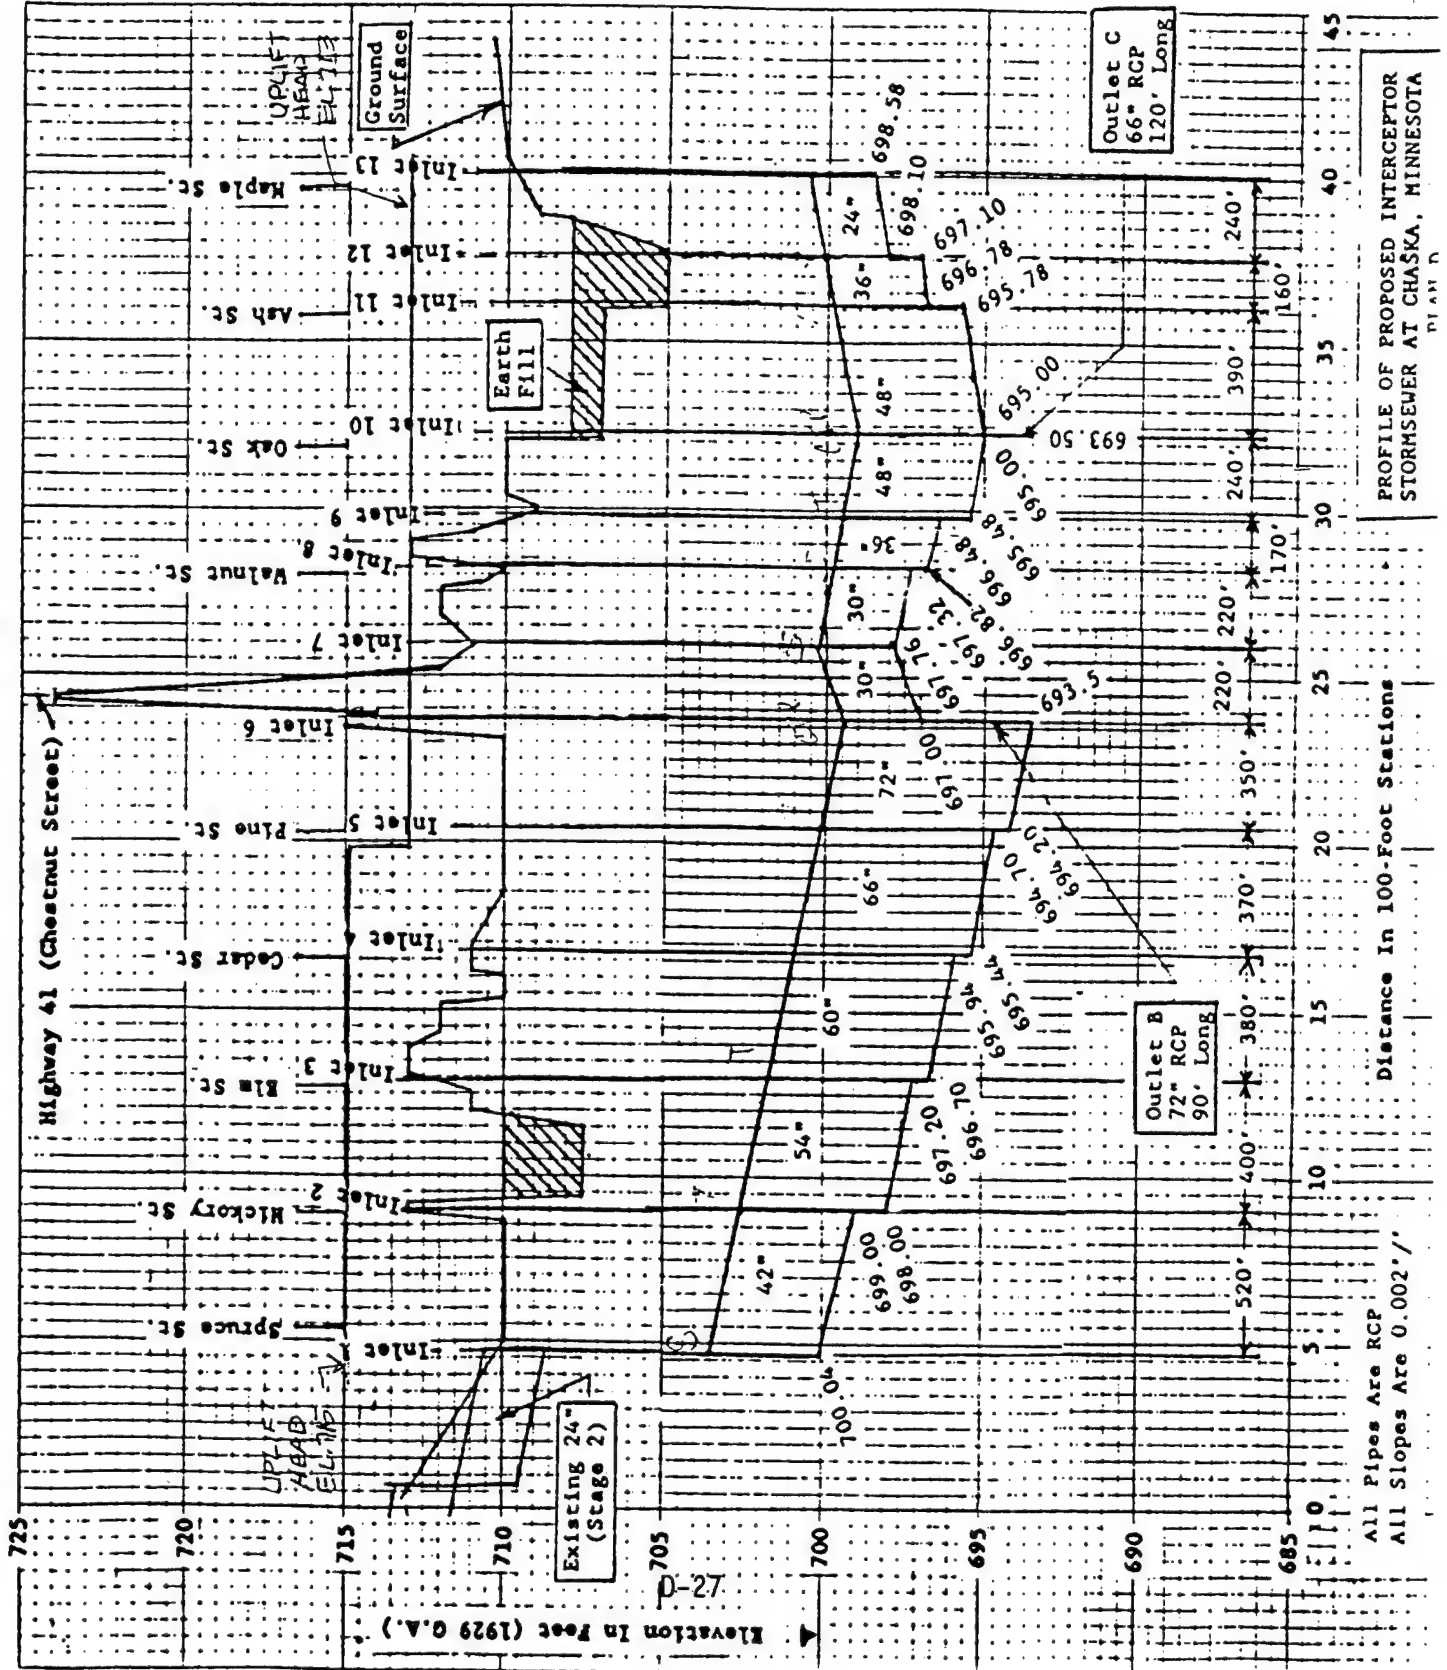 Highway 41 (Chestnut Street)
Spruce St.
Hickory St.
Elm St.
Cedar St.
Pine St.
Walnut St.
Oak St.
Ash St.
Maple St.
UPLIFT
HEAD
EL 715
UPLIFT
HEAD
EL 713
Inlet
Inlet 2
Inlet 3
Inlet 4
Inlet 5
Inlet 6
Inlet 7
Inlet 8
Inlet 9
Inlet 10
Inlet 11
Inlet 12
Inlet 13
Ground
Surface
Earth
Fill
Existing 24"
(Stage 2)
42"
54"
60"
66"
72"
30"
30"
36"
48"
48"
36"
24"
700.04
699.00
698.00
697.20
696.70
695.94
695.44
694.70
694.20
693.5
697.00
697.76
697.32
696.82
696.48
695.48
695.00
695.00
693.50
695.78
696.78
697.10
698.10
698.58
Outlet B
72" RCP
90' Long
Outlet C
66" RCP
120' Long
520'
400'
380'
370'
350'
220'
220'
170'
240'
390'
160'
240'
725
720
715
710
705
700
695
690
685
Elevation In Feet (1929 G.A.)
0
5
10
15
20
25
30
35
40
45
Distance In 100-Foot Stations
All Pipes Are RCP
All Slopes Are 0.002'/'
PROFILE OF PROPOSED INTERCEPTOR
STORMSEWER AT CHASKA, MINNESOTA
PLAN D
D-27